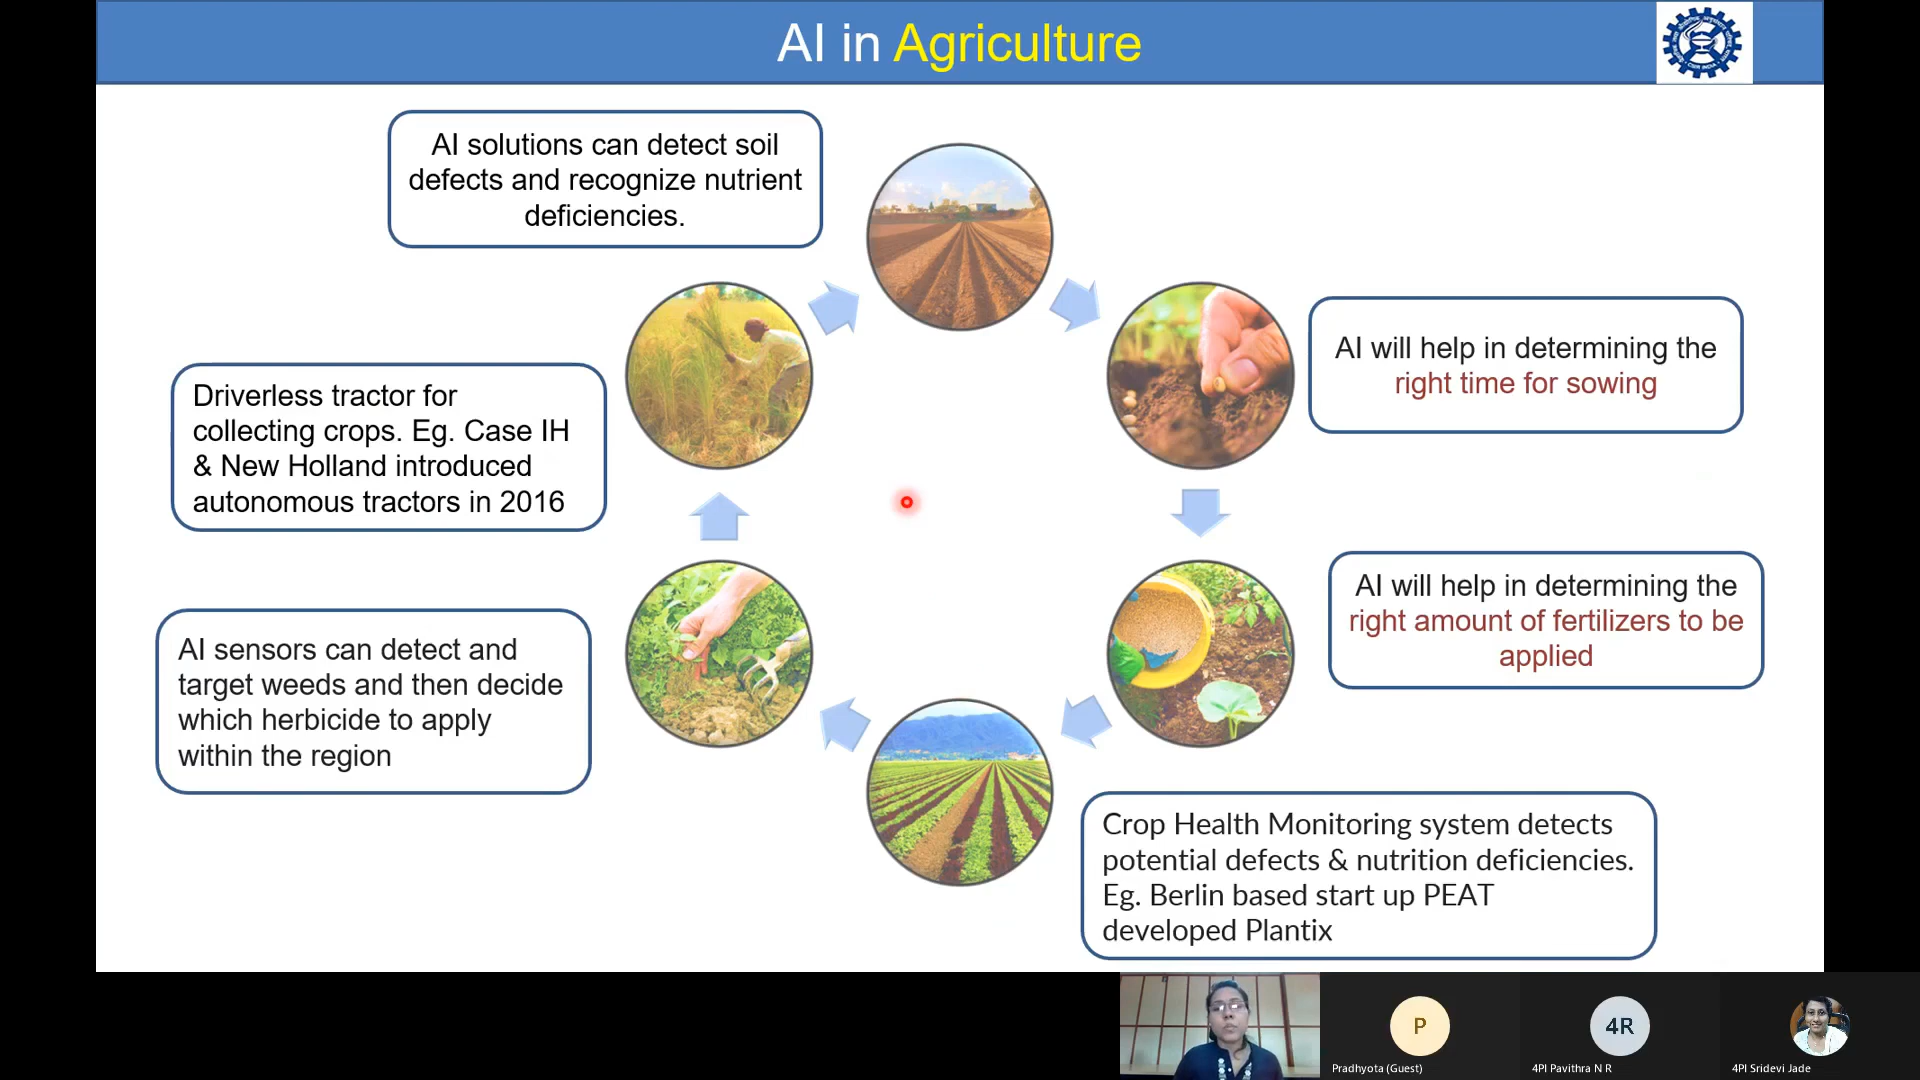 AI in Agriculture
AI solutions can detect soil
defects and recognize nutrient
deficiencies.
AI will help in determining the
right time for sowing
Driverless tractor for
collecting crops. Eg. Case IH
& New Holland introduced
autonomous tractors in 2016
AI will help in determining the
right amount of fertilizers to be
applied
AI sensors can detect and
target weeds and then decide
which herbicide to apply
within the region
Crop Health Monitoring system detects
potential defects & nutrition deficiencies.
Eg. Berlin based start up PEAT
developed Plantix
P
4R
Pradhyota (Guest)
4PI Pavithra N R
4PI Sridevi Jade